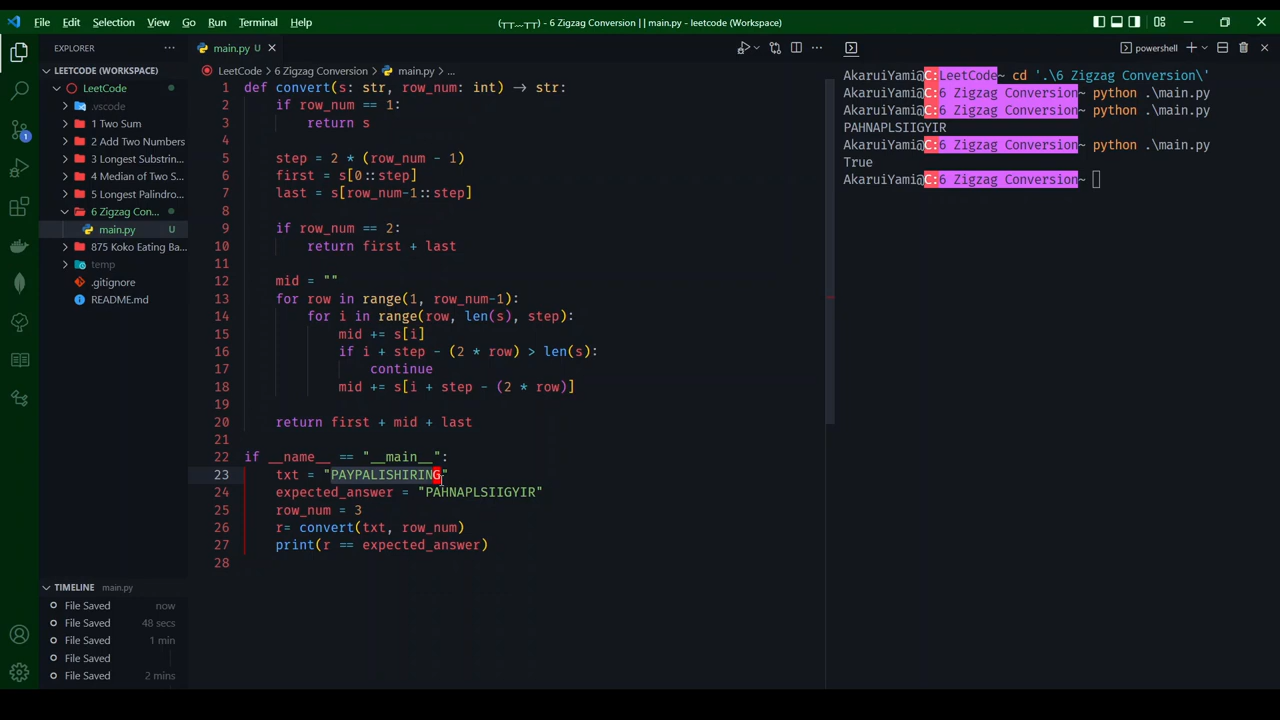 File Edit Selection View Go Run Terminal Help
(┬┬﹏┬┬) - 6 Zigzag Conversion | | main.py - leetcode (Workspace)
EXPLORER
LEETCODE (WORKSPACE)
LeetCode
.vscode
1 Two Sum
2 Add Two Numbers
3 Longest Substrin...
4 Median of Two S...
5 Longest Palindro...
6 Zigzag Con...
main.py U
875 Koko Eating Ba...
temp
.gitignore
README.md
TIMELINE main.py
File Saved now
File Saved 48 secs
File Saved 1 min
File Saved
File Saved 2 mins
1
main.py U
LeetCode > 6 Zigzag Conversion > main.py > ...
1 def convert(s: str, row_num: int) → str:
2 if row_num == 1:
3 return s
4
5 step = 2 * (row_num - 1)
6 first = s[0::step]
7 last = s[row_num-1::step]
8
9 if row_num == 2:
10 return first + last
11
12 mid = ""
13 for row in range(1, row_num-1):
14 for i in range(row, len(s), step):
15 mid += s[i]
16 if i + step - (2 * row) > len(s):
17 continue
18 mid += s[i + step - (2 * row)]
19
20 return first + mid + last
21
22 if __name__ == "__main__":
23 txt = "PAYPALISHIRING"
24 expected_answer = "PAHNAPLSIIGYIR"
25 row_num = 3
26 r= convert(txt, row_num)
27 print(r == expected_answer)
28
powershell
AkaruiYami@C:LeetCode~ cd '.\6 Zigzag Conversion\'
AkaruiYami@C:6 Zigzag Conversion~ python .\main.py
AkaruiYami@C:6 Zigzag Conversion~ python .\main.py
PAHNAPLSIIGYIR
AkaruiYami@C:6 Zigzag Conversion~ python .\main.py
True
AkaruiYami@C:6 Zigzag Conversion~